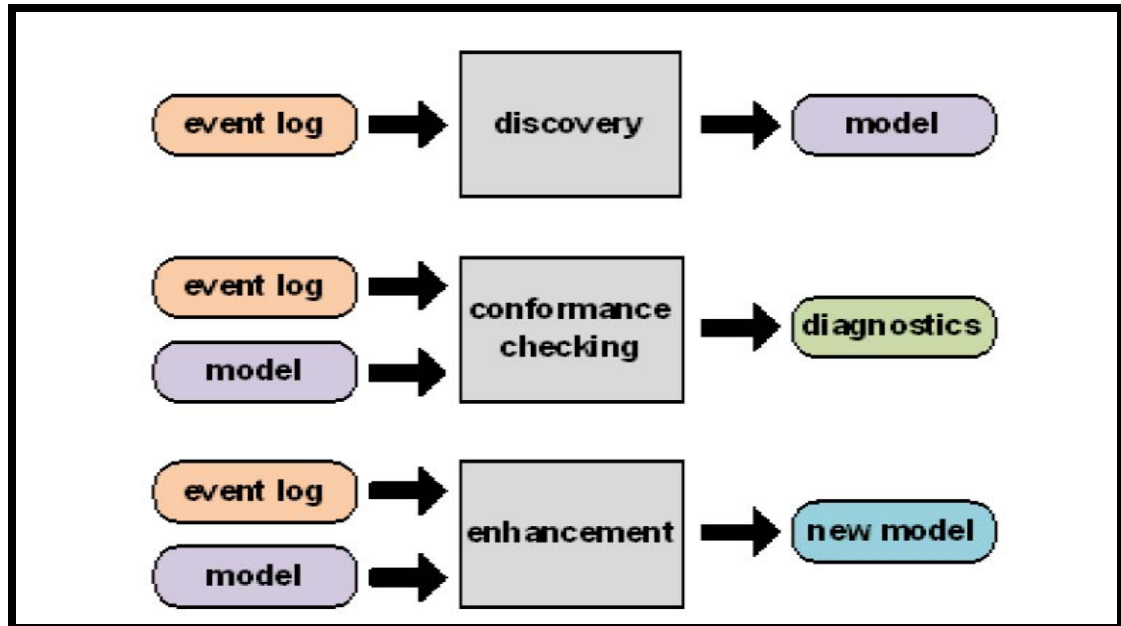 event log
discovery
model
event log
model
conformance
checking
diagnostics
event log
model
enhancement
new model